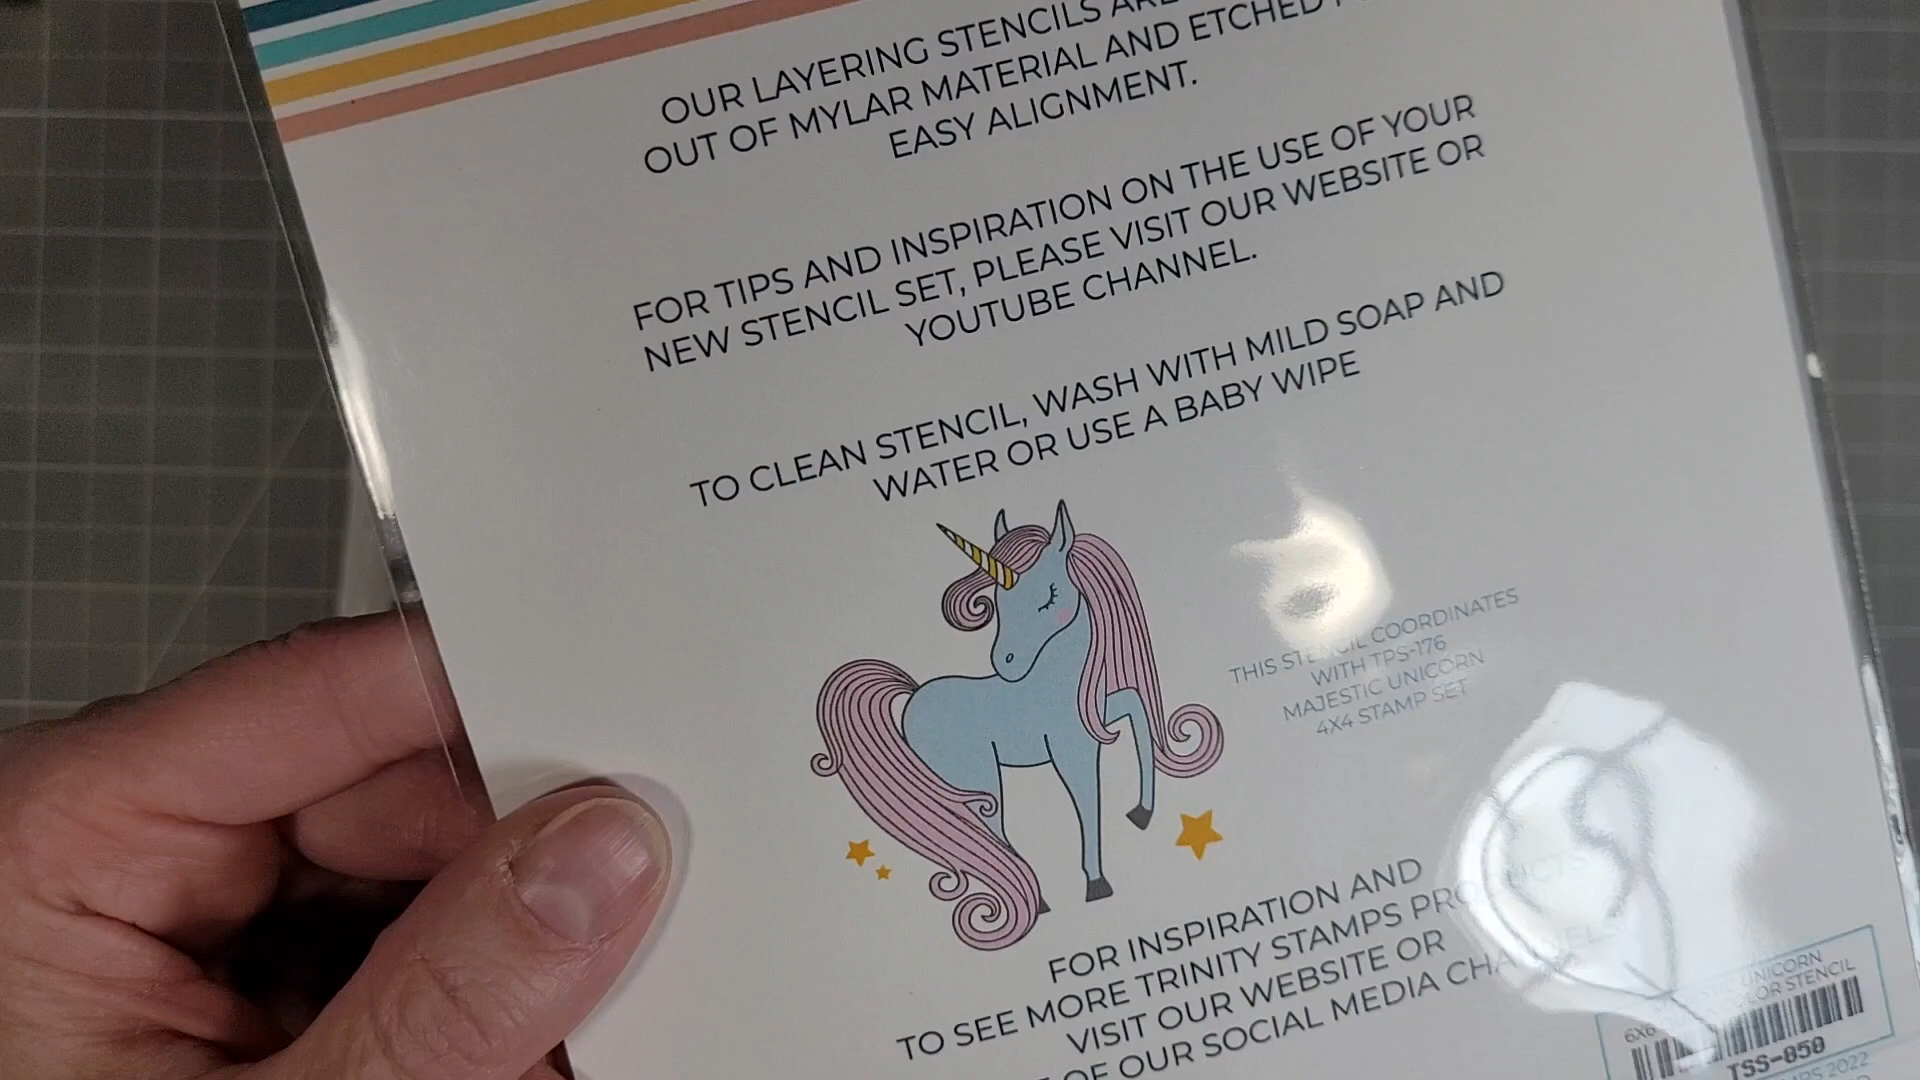 OUR LAYERING STENCILS ARE
OUT OF MYLAR MATERIAL AND ETCHED
EASY ALIGNMENT.
FOR TIPS AND INSPIRATION ON THE USE OF YOUR
NEW STENCIL SET, PLEASE VISIT OUR WEBSITE OR
YOUTUBE CHANNEL.
TO CLEAN STENCIL, WASH WITH MILD SOAP AND
WATER OR USE A BABY WIPE
THIS STENCIL COORDINATES
WITH TPS-176
MAJESTIC UNICORN
4X4 STAMP SET
FOR INSPIRATION AND
TO SEE MORE TRINITY STAMPS PRODUCTS
VISIT OUR WEBSITE OR
OF OUR SOCIAL MEDIA CHANNELS
UNICORN
6X6 STENCIL
TSS-050
2022